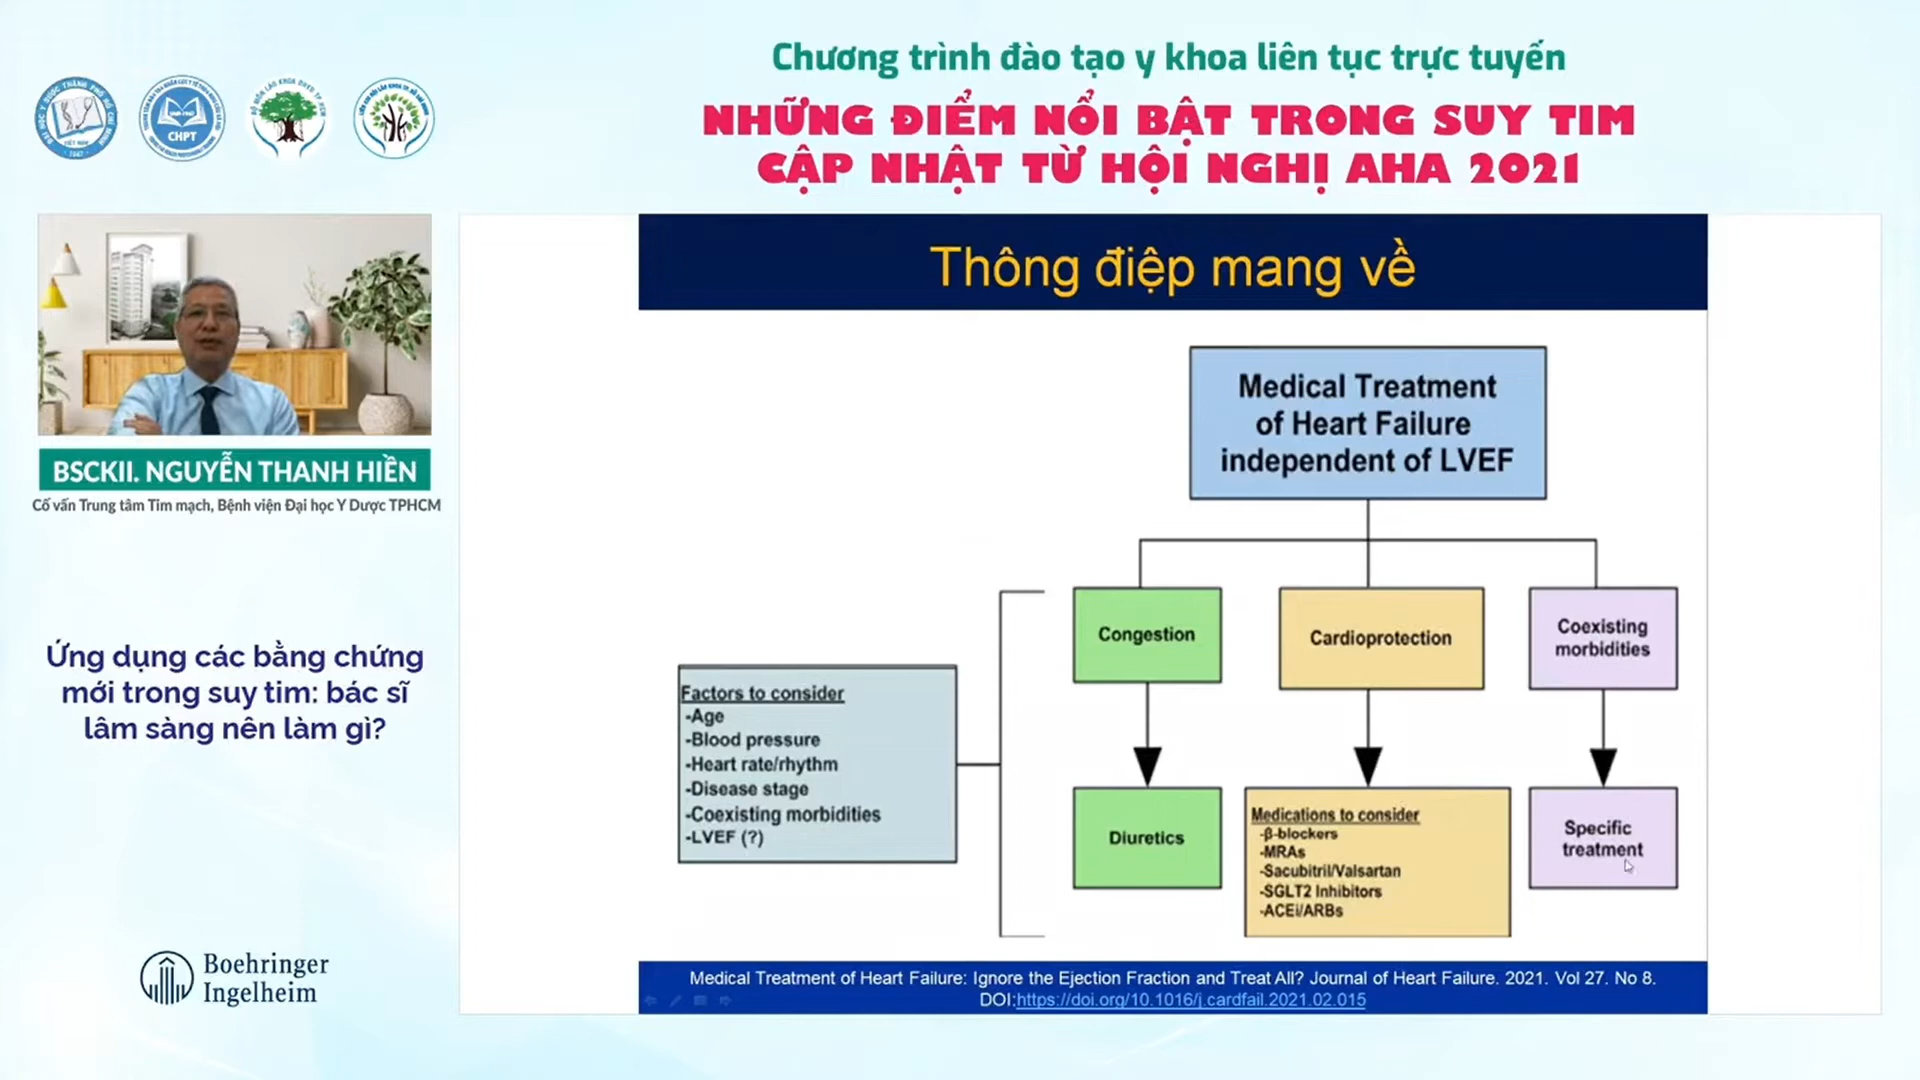 Chương trình đào tạo y khoa liên tục trực tuyến
NHỮNG ĐIỂM NỔI BẬT TRONG SUY TIM
CẬP NHẬT TỪ HỘI NGHỊ AHA 2021
CHPT
BSCKII. NGUYỄN THANH HIỀN
Cố vấn Trung tâm Tim mạch, Bệnh viện Đại học Y Dược TPHCM
Ứng dụng các bằng chứng
mới trong suy tim: bác sĩ
lâm sàng nên làm gì?
Boehringer
Ingelheim
Thông điệp mang về
Medical Treatment
of Heart Failure
independent of LVEF
Congestion
Cardioprotection
Coexisting
morbidities
Factors to consider
-Age
-Blood pressure
-Heart rate/rhythm
-Disease stage
-Coexisting morbidities
-LVEF (?)
Diuretics
Medications to consider
-β-blockers
-MRAs
-Sacubitril/Valsartan
-SGLT2 Inhibitors
-ACEi/ARBs
Specific
treatment
Medical Treatment of Heart Failure: Ignore the Ejection Fraction and Treat All? Journal of Heart Failure. 2021. Vol 27. No 8.
DOI:https://doi.org/10.1016/j.cardfail.2021.02.015